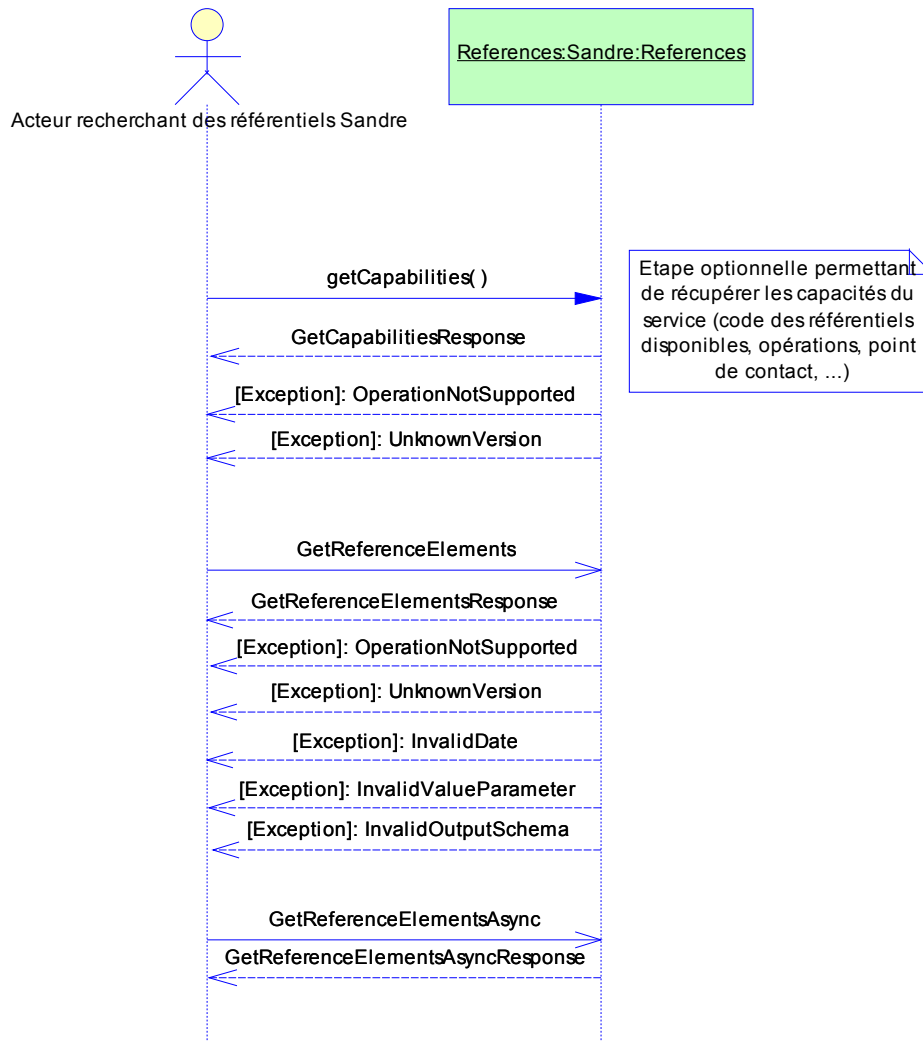 References:Sandre:References
Acteur recherchant des référentiels Sandre
getCapabilities( )
Etape optionnelle permettant
de récupérer les capacités du
service (code des référentiels
disponibles, opérations, point
de contact, ...)
GetCapabilitiesResponse
[Exception]: OperationNotSupported
[Exception]: UnknownVersion
GetReferenceElements
GetReferenceElementsResponse
[Exception]: OperationNotSupported
[Exception]: UnknownVersion
[Exception]: InvalidDate
[Exception]: InvalidValueParameter
[Exception]: InvalidOutputSchema
GetReferenceElementsAsync
GetReferenceElementsAsyncResponse